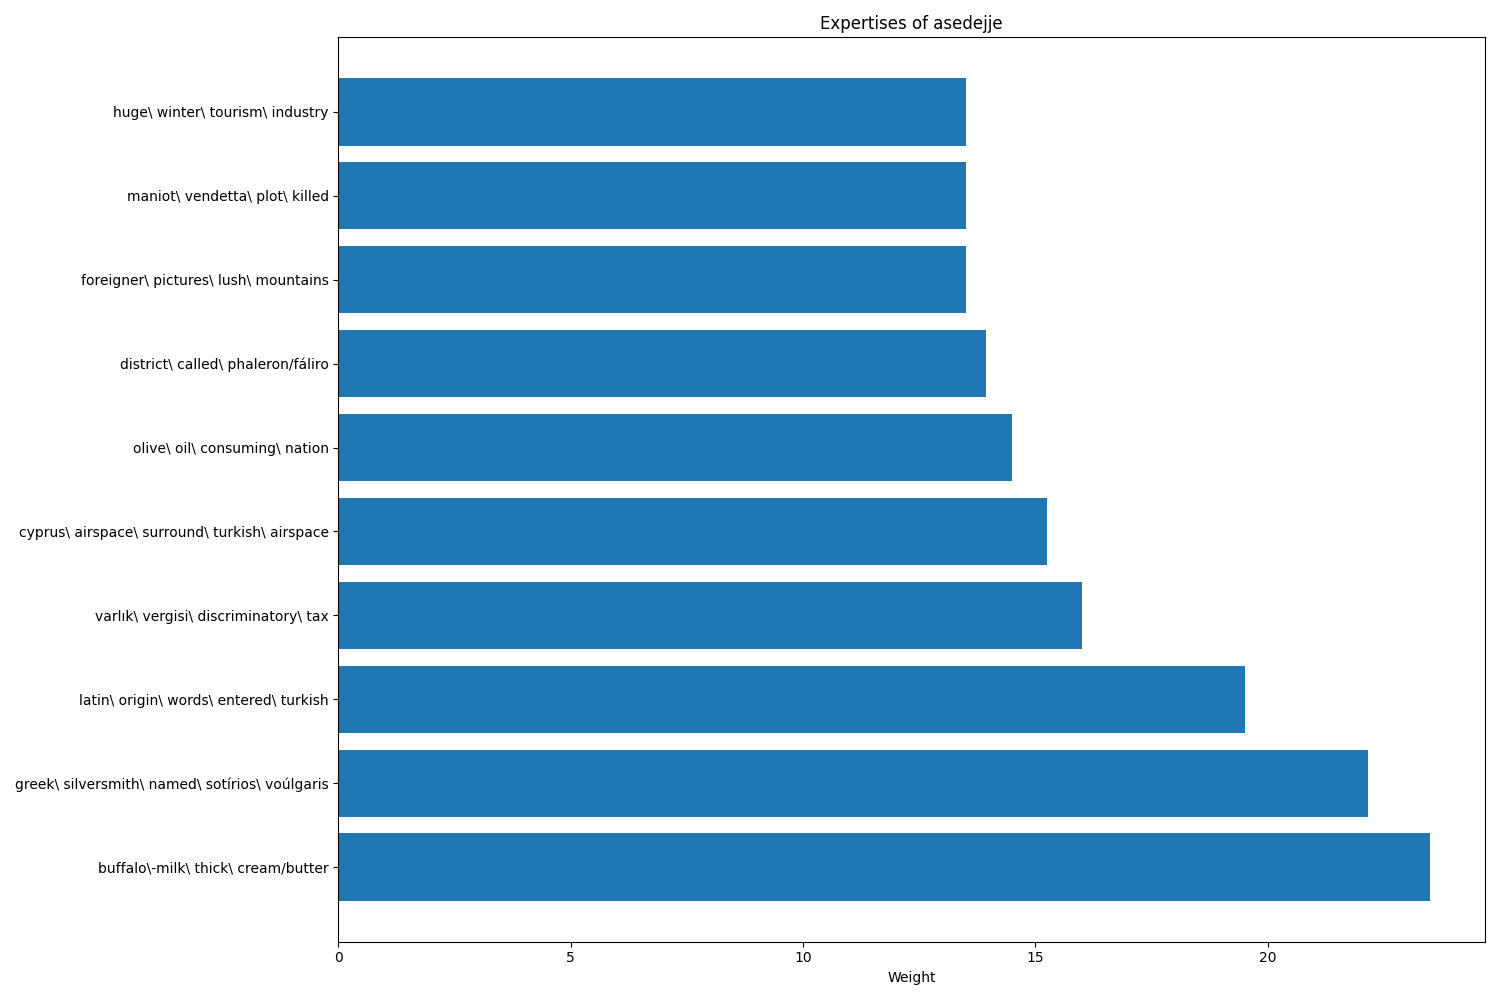 Expertises of asedejje
huge\ winter\ tourism\ industry
maniot\ vendetta\ plot\ killed
foreigner\ pictures\ lush\ mountains
district\ called\ phaleron/fáliro
olive\ oil\ consuming\ nation
cyprus\ airspace\ surround\ turkish\ airspace
varlık\ vergisi\ discriminatory\ tax
latin\ origin\ words\ entered\ turkish
greek\ silversmith\ named\ sotírios\ voúlgaris
buffalo\-milk\ thick\ cream/butter
0 5 10 15 20
Weight